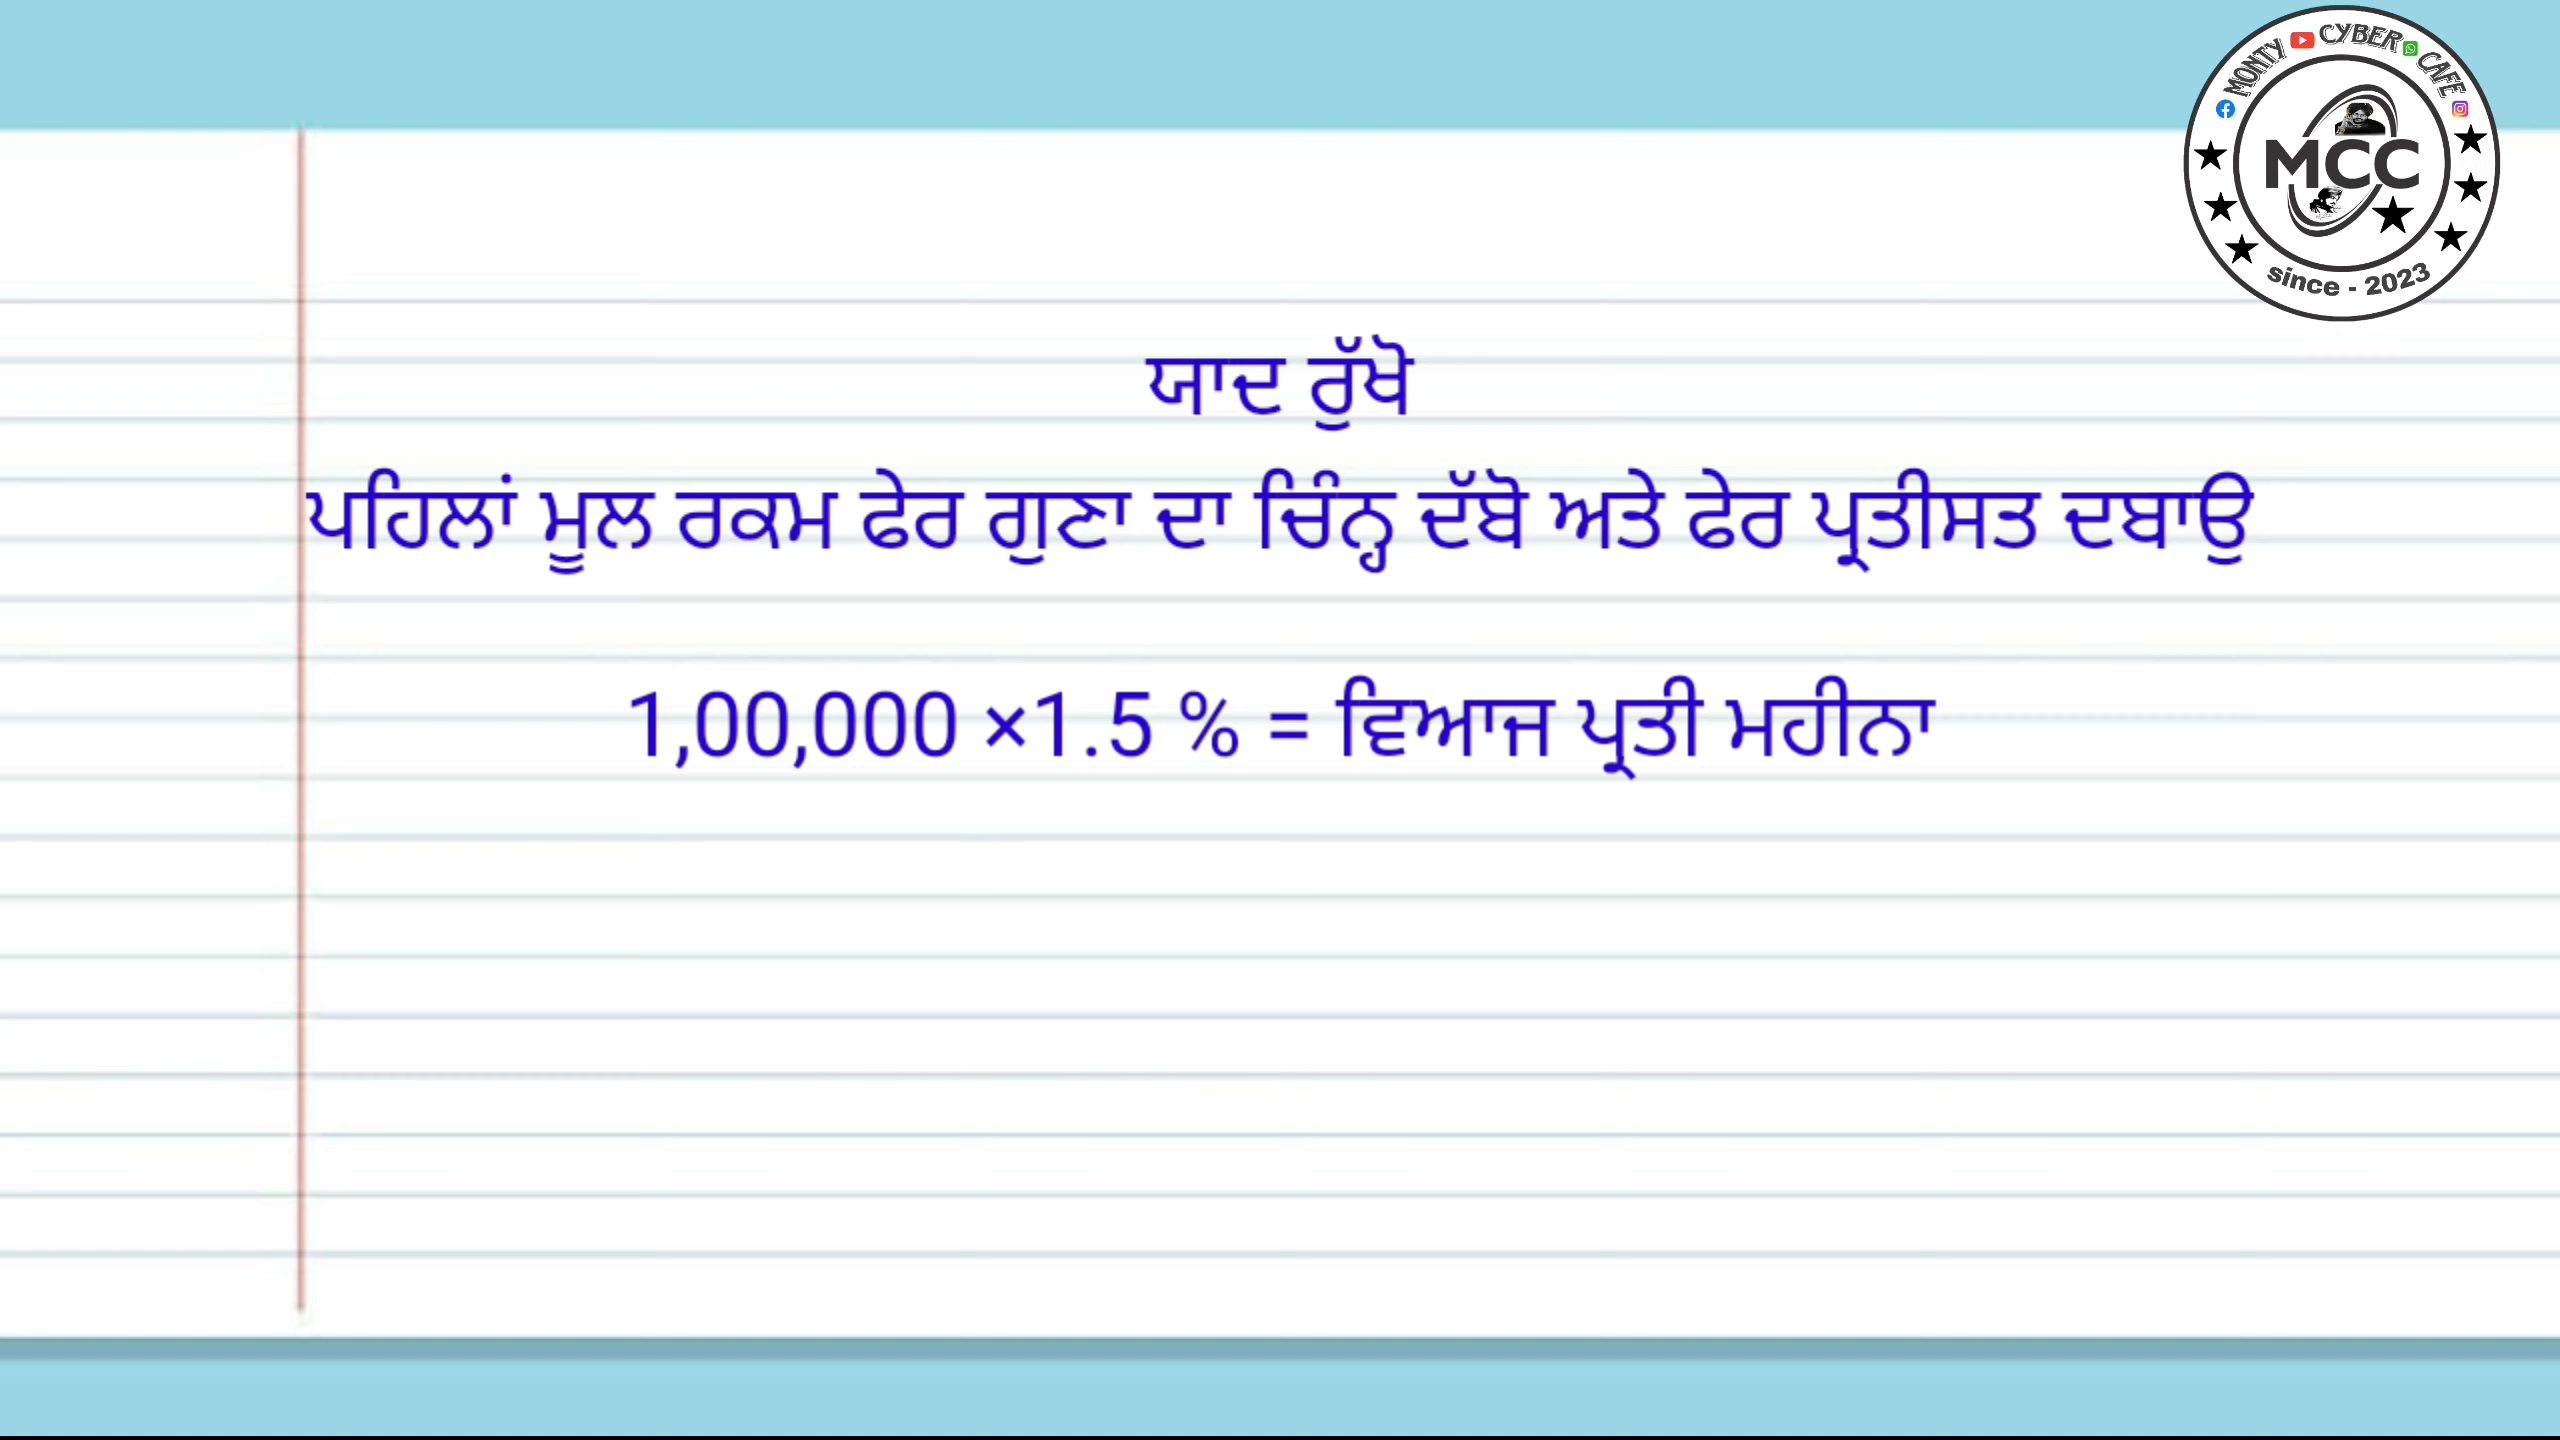 MONTY CYBER CAFE
MCC
since - 2023
ਯਾਦ ਰੁੱਖੋ
ਪਹਿਲਾਂ ਮੂਲ ਰਕਮ ਫੇਰ ਗੁਣਾ ਦਾ ਚਿੰਨ੍ਹ ਦੱਬੋ ਅਤੇ ਫੇਰ ਪ੍ਰਤੀਸਤ ਦਬਾਉ
1,00,000 ×1.5 % = ਵਿਆਜ ਪ੍ਰਤੀ ਮਹੀਨਾ